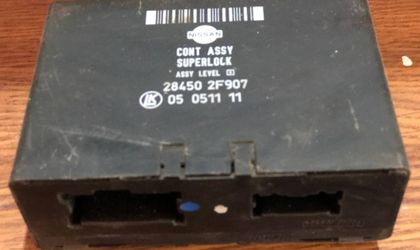 NISSAN
CONT ASSY
SUPERLOCK
ASSY LEVEL
28450 2F907
05 0511 11